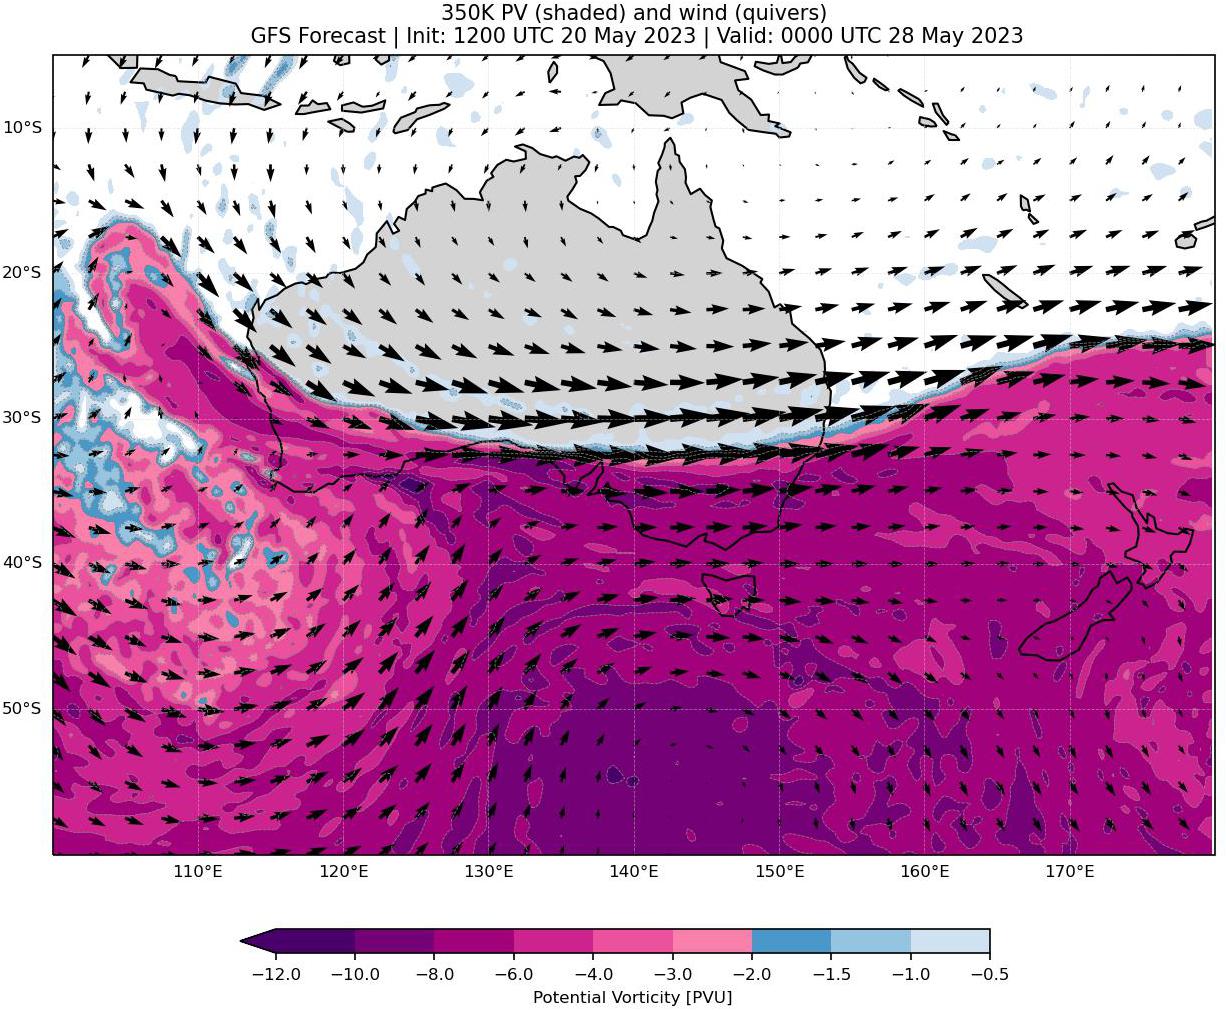 350K PV (shaded) and wind (quivers)
GFS Forecast | Init: 1200 UTC 20 May 2023 | Valid: 0000 UTC 28 May 2023
10°S
20°S
30°S
40°S
50°S
110°E 120°E 130°E 140°E 150°E 160°E 170°E
−12.0 −10.0 −8.0 −6.0 −4.0 −3.0 −2.0 −1.5 −1.0 −0.5
Potential Vorticity [PVU]